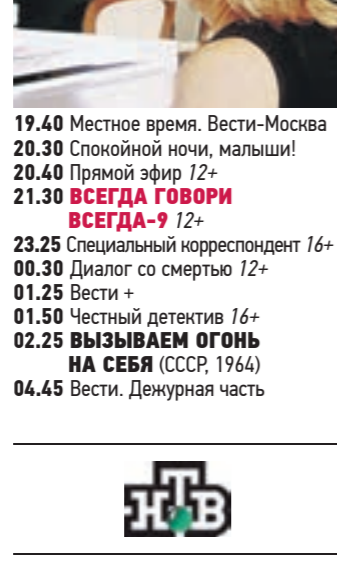 19.40 Местное время. Вести-Москва
20.30 Спокойной ночи, малыши!
20.40 Прямой эфир 12+
21.30 ВСЕГДА ГОВОРИ
ВСЕГДА-9 12+
23.25 Специальный корреспондент 16+
00.30 Диалог со смертью 12+
01.25 Вести +
01.50 Честный детектив 16+
02.25 ВЫЗЫВАЕМ ОГОНЬ
НА СЕБЯ (СССР, 1964)
04.45 Вести. Дежурная часть
НТВ